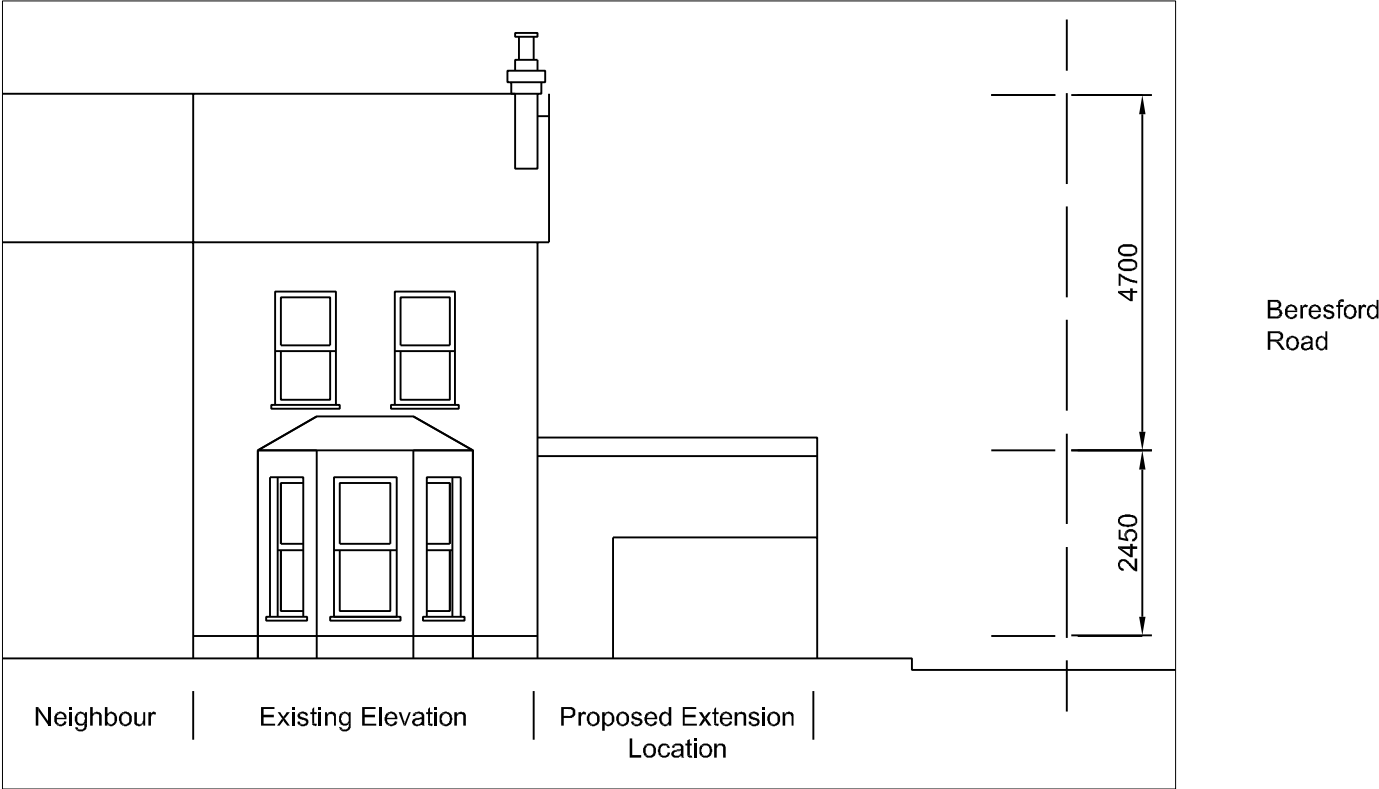 4700
Beresford
Road
2450
Neighbour
Existing Elevation
Proposed Extension
Location